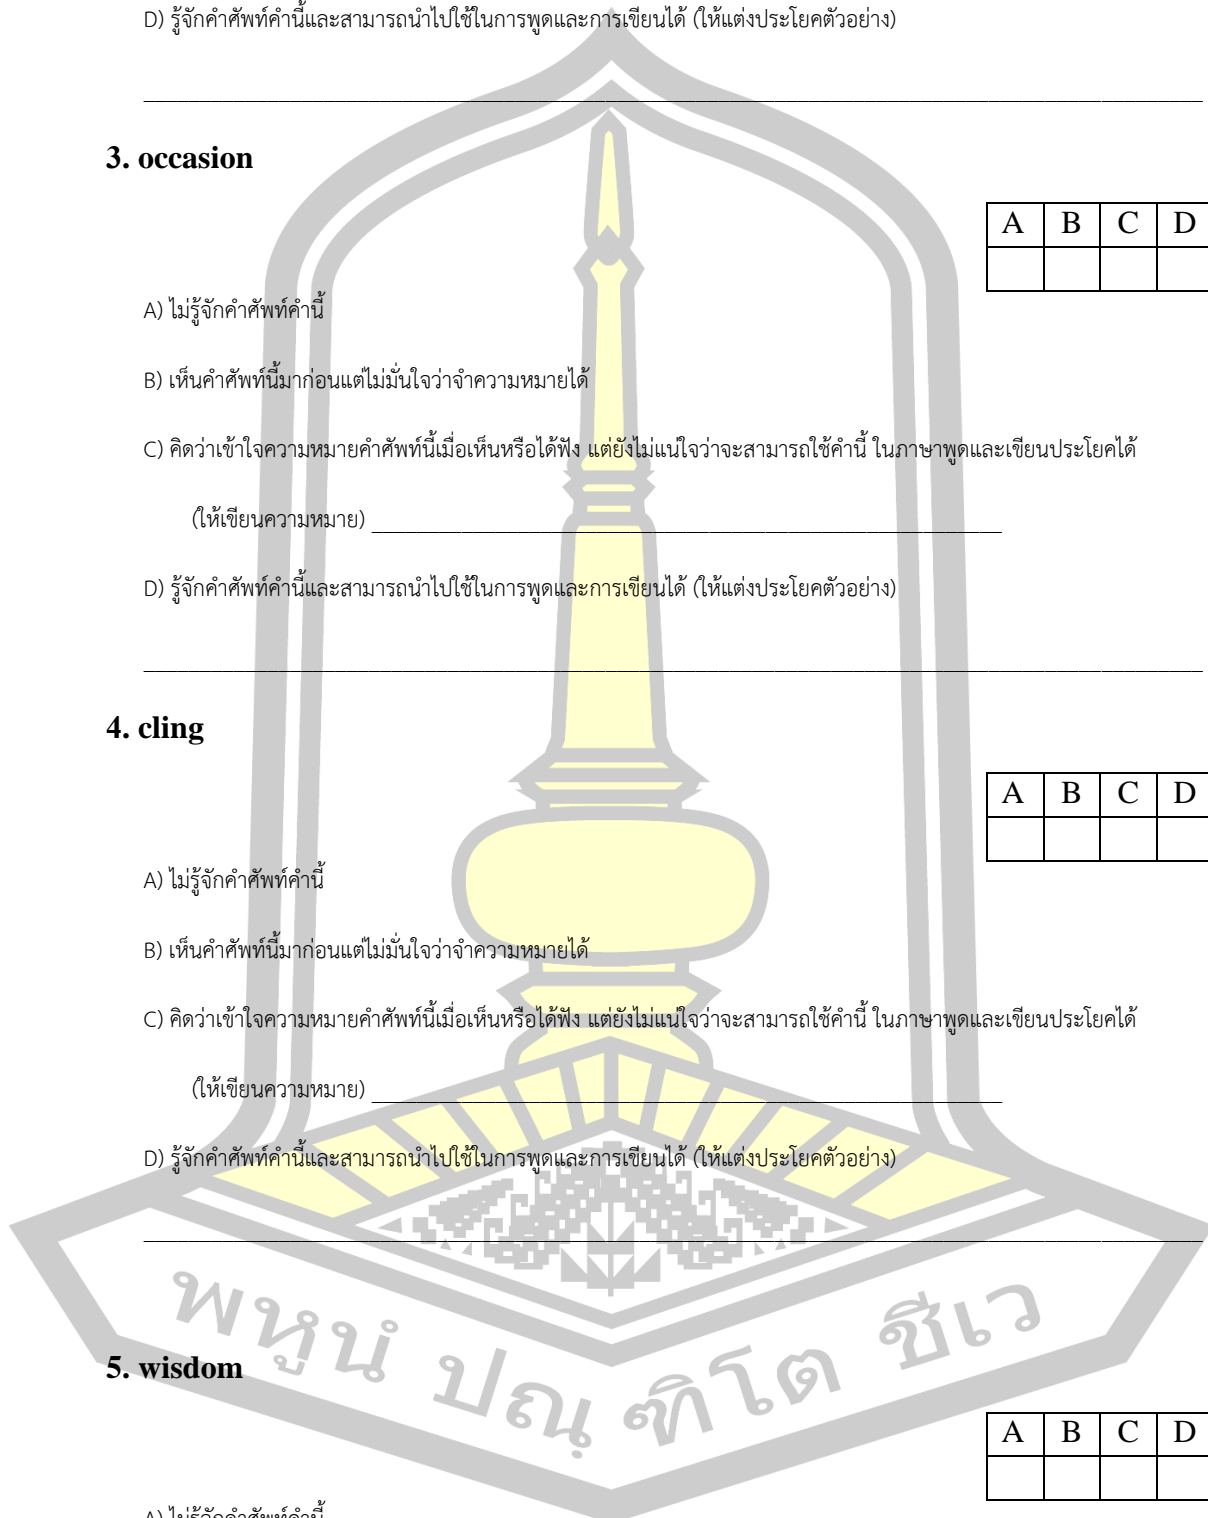 D) รู้จักคำศัพท์คำนี้และสามารถนำไปใช้ในการพูดและการเขียนได้ (ให้แต่งประโยคตัวอย่าง)
3. occasion
A B C D
A) ไม่รู้จักคำศัพท์คำนี้
B) เห็นคำศัพท์นี้มาก่อนแต่ไม่มั่นใจว่าจำความหมายได้
C) คิดว่าเข้าใจความหมายคำศัพท์นี้เมื่อเห็นหรือได้ฟัง แต่ยังไม่แน่ใจว่าจะสามารถใช้คำนี้ ในภาษาพูดและเขียนประโยคได้
(ให้เขียนความหมาย)
D) รู้จักคำศัพท์คำนี้และสามารถนำไปใช้ในการพูดและการเขียนได้ (ให้แต่งประโยคตัวอย่าง)
4. cling
A B C D
A) ไม่รู้จักคำศัพท์คำนี้
B) เห็นคำศัพท์นี้มาก่อนแต่ไม่มั่นใจว่าจำความหมายได้
C) คิดว่าเข้าใจความหมายคำศัพท์นี้เมื่อเห็นหรือได้ฟัง แต่ยังไม่แน่ใจว่าจะสามารถใช้คำนี้ ในภาษาพูดและเขียนประโยคได้
(ให้เขียนความหมาย)
D) รู้จักคำศัพท์คำนี้และสามารถนำไปใช้ในการพูดและการเขียนได้ (ให้แต่งประโยคตัวอย่าง)
พหูนํ ปณฺฑิโต ชีเว
5. wisdom
A B C D
A) ไม่รู้จักคำศัพท์คำนี้